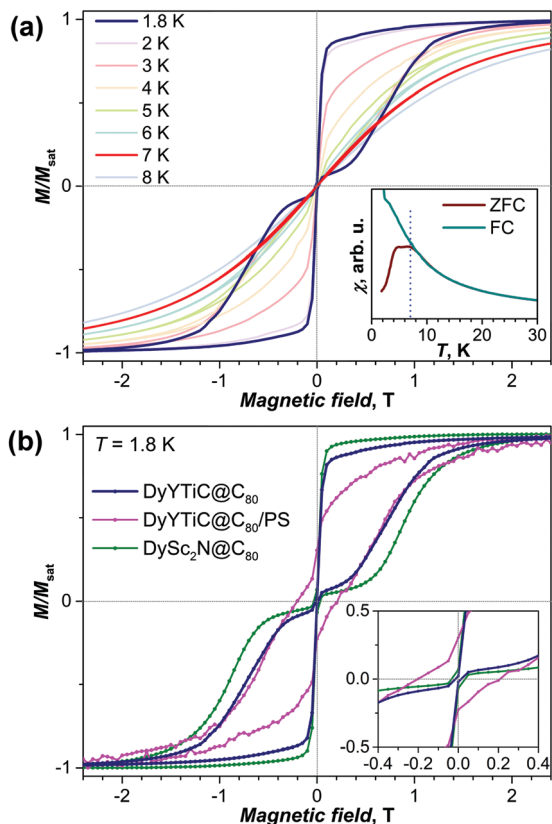 (a)
1
M/Msat
0
-1
1.8 K
2 K
3 K
4 K
5 K
6 K
7 K
8 K
ZFC
FC
χ, arb. u.
0 10 20 30
T, K
-2 -1 0 1 2
Magnetic field, T
(b)
1
M/Msat
0
-1
T = 1.8 K
DyYTiC@C80
DyYTiC@C80/PS
DySc2N@C80
0.5
0.0
-0.5
-0.4 -0.2 0.0 0.2 0.4
-2 -1 0 1 2
Magnetic field, T